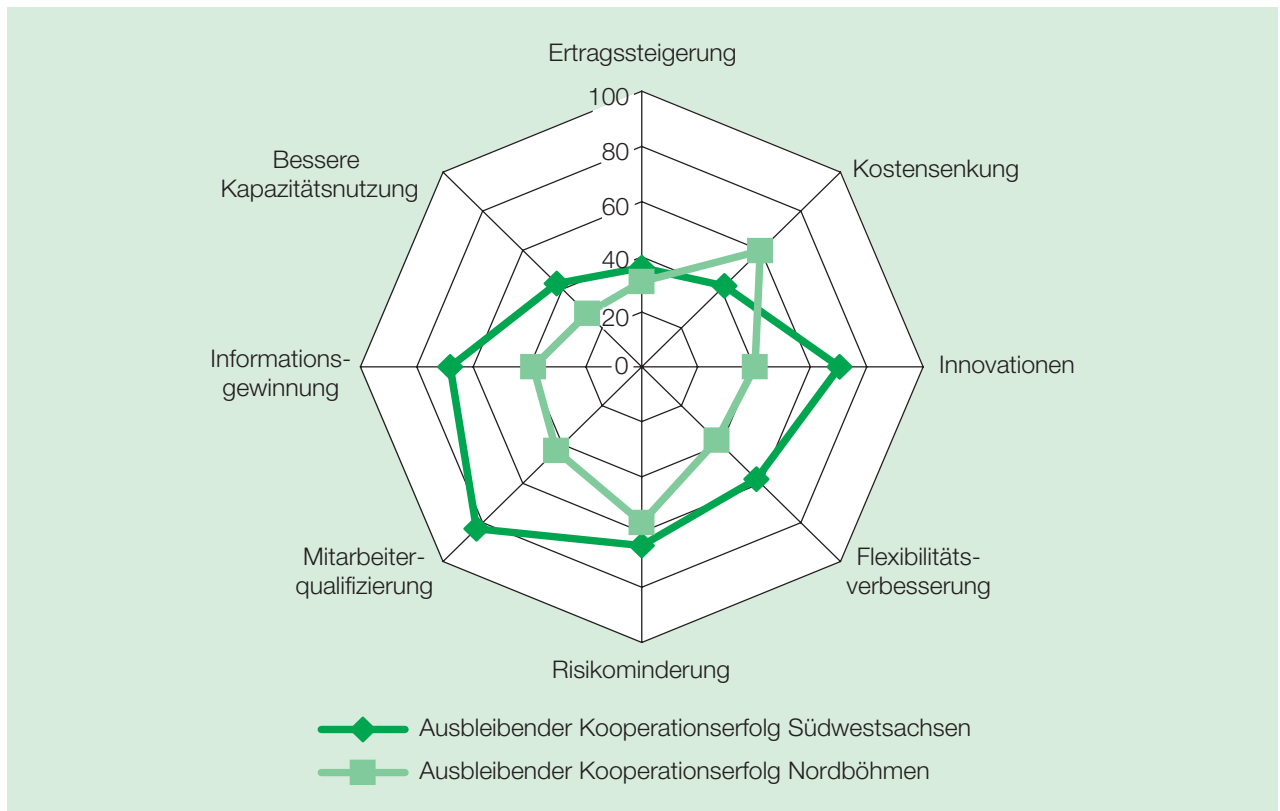 Ertragssteigerung
100
80
60
40
20
0
Kostensenkung
Innovationen
Flexibilitäts-
verbesserung
Risikominderung
Mitarbeiter-
qualifizierung
Informations-
gewinnung
Bessere
Kapazitätsnutzung
Ausbleibender Kooperationserfolg Südwestsachsen
Ausbleibender Kooperationserfolg Nordböhmen